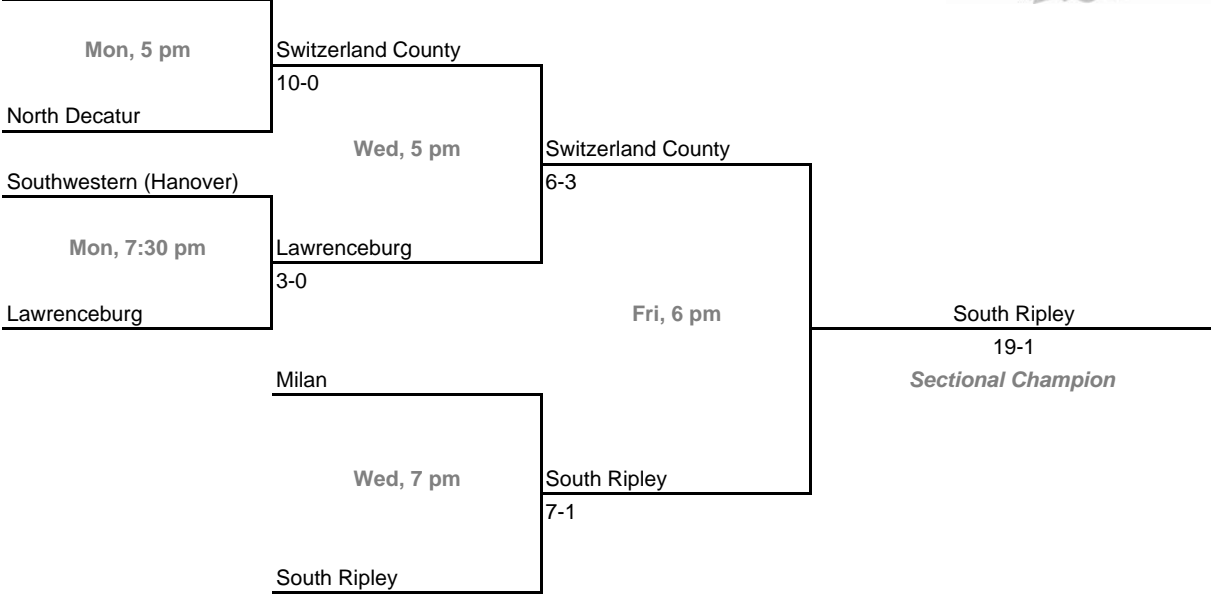 Mon, 5 pm
Switzerland County
10-0
North Decatur
Wed, 5 pm
Switzerland County
6-3
Southwestern (Hanover)
Mon, 7:30 pm
Lawrenceburg
3-0
Lawrenceburg
Fri, 6 pm
South Ripley
19-1
Sectional Champion
Milan
Wed, 7 pm
South Ripley
7-1
South Ripley